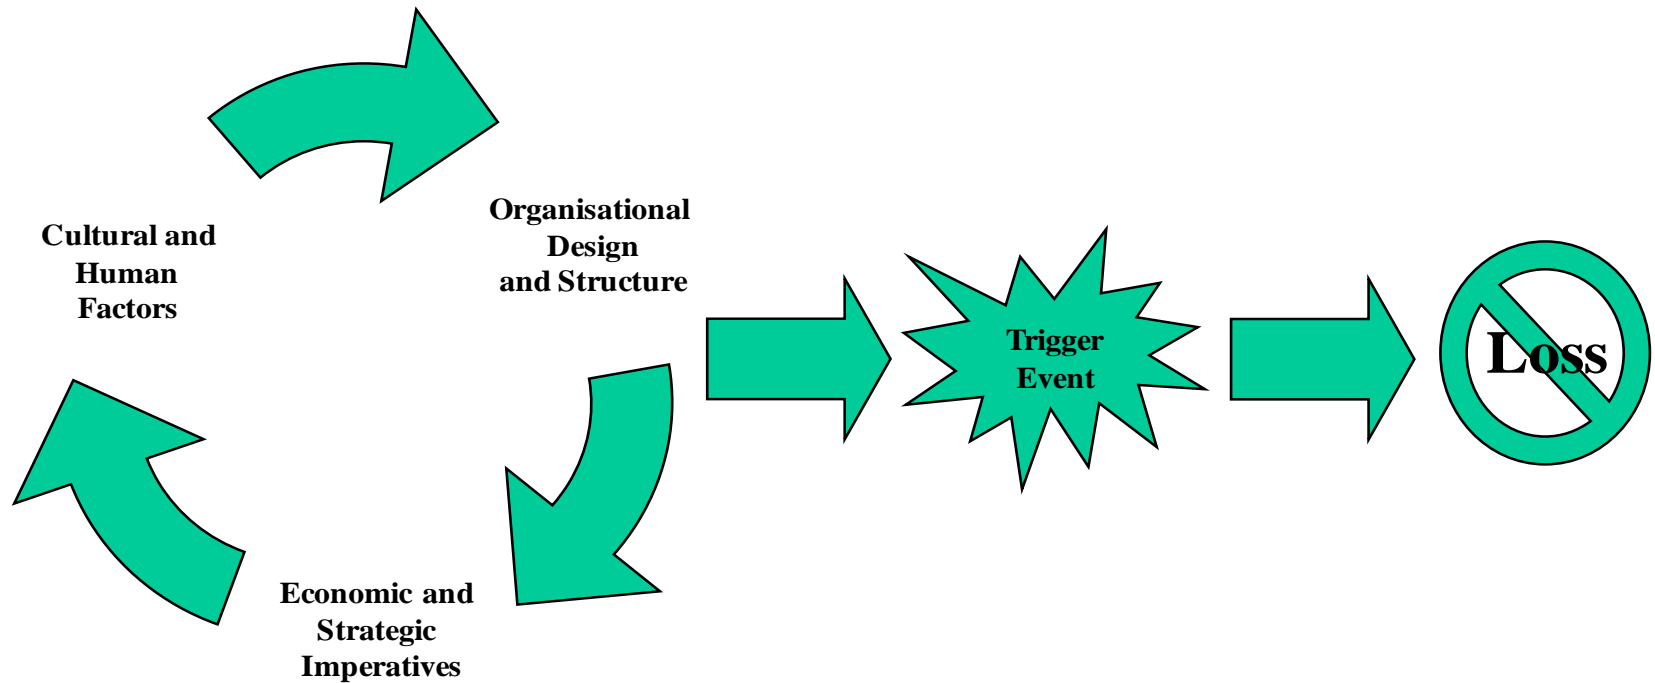 Cultural and
Human
Factors
Organisational
Design
and Structure
Economic and
Strategic
Imperatives
Trigger
Event
Loss